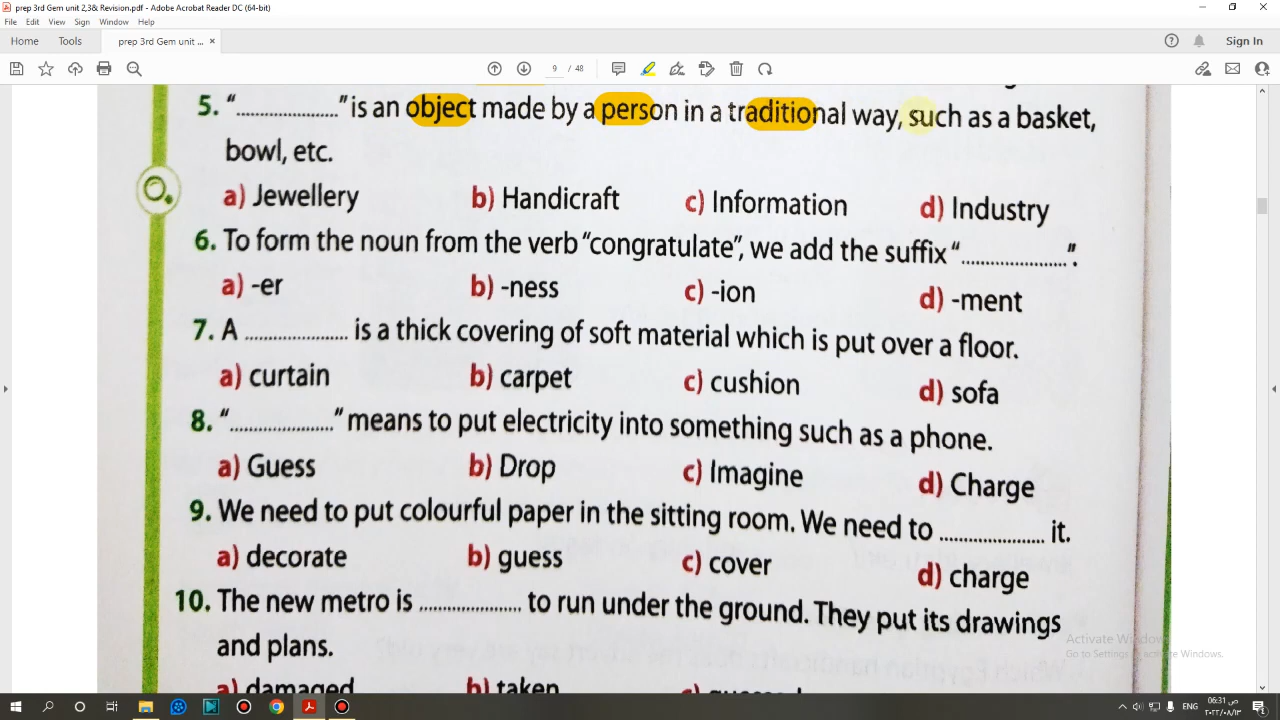 prep 3rd Gem unit 2,3& Revision.pdf - Adobe Acrobat Reader DC (64-bit)
File Edit View Sign Window Help
Home Tools prep 3rd Gem unit ... × Sign In
9 / 48
5. “......................” is an object made by a person in a traditional way, such as a basket,
bowl, etc.
a) Jewellery b) Handicraft c) Information d) Industry
6. To form the noun from the verb “congratulate”, we add the suffix “......................”.
a) -er b) -ness c) -ion d) -ment
7. A ...................... is a thick covering of soft material which is put over a floor.
a) curtain b) carpet c) cushion d) sofa
8. “......................” means to put electricity into something such as a phone.
a) Guess b) Drop c) Imagine d) Charge
9. We need to put colourful paper in the sitting room. We need to ...................... it.
a) decorate b) guess c) cover d) charge
10. The new metro is ...................... to run under the ground. They put its drawings
and plans.
a) damaged b) taken c) guessed
Activate Windows
Go to Settings to activate Windows.
ENG 06:31 ص
٢٠٢٢/٠٨/١٣